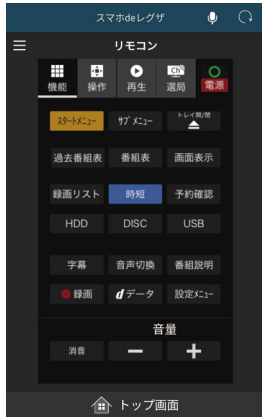 スマホdeレグザ
リモコン
機能 操作 再生 選局 電源
Ch
スタートメニュー サブメニュー トレイ開/閉
過去番組表 番組表 画面表示
録画リスト 時短 予約確認
HDD DISC USB
字幕 音声切換 番組説明
録画 dデータ 設定メニュー
音量
消音 − +
トップ画面